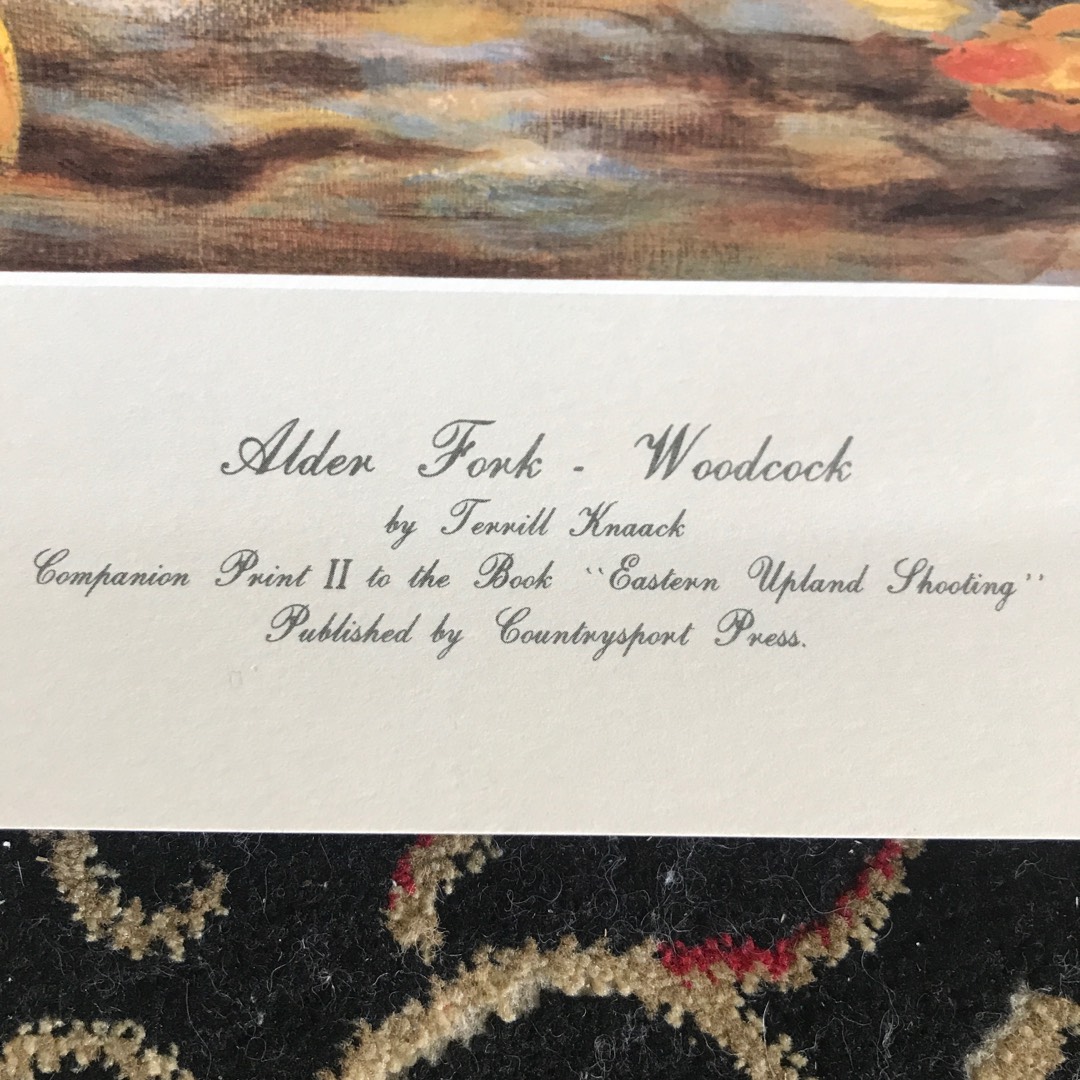 Alder Fork - Woodcock
by Terrill Knaack
Companion Print II to the Book ``Eastern Upland Shooting''
Published by Countrysport Press.